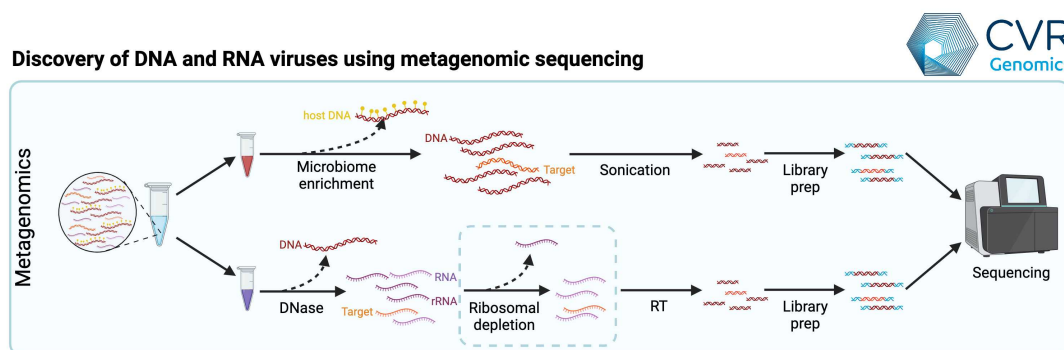 CVR
Genomic
Discovery of DNA and RNA viruses using metagenomic sequencing
Metagenomics
host DNA
Microbiome
enrichment
DNA
Target
Sonication
Library
prep
Sequencing
DNA
DNase
RNA
rRNA
Target
Ribosomal
depletion
RT
Library
prep